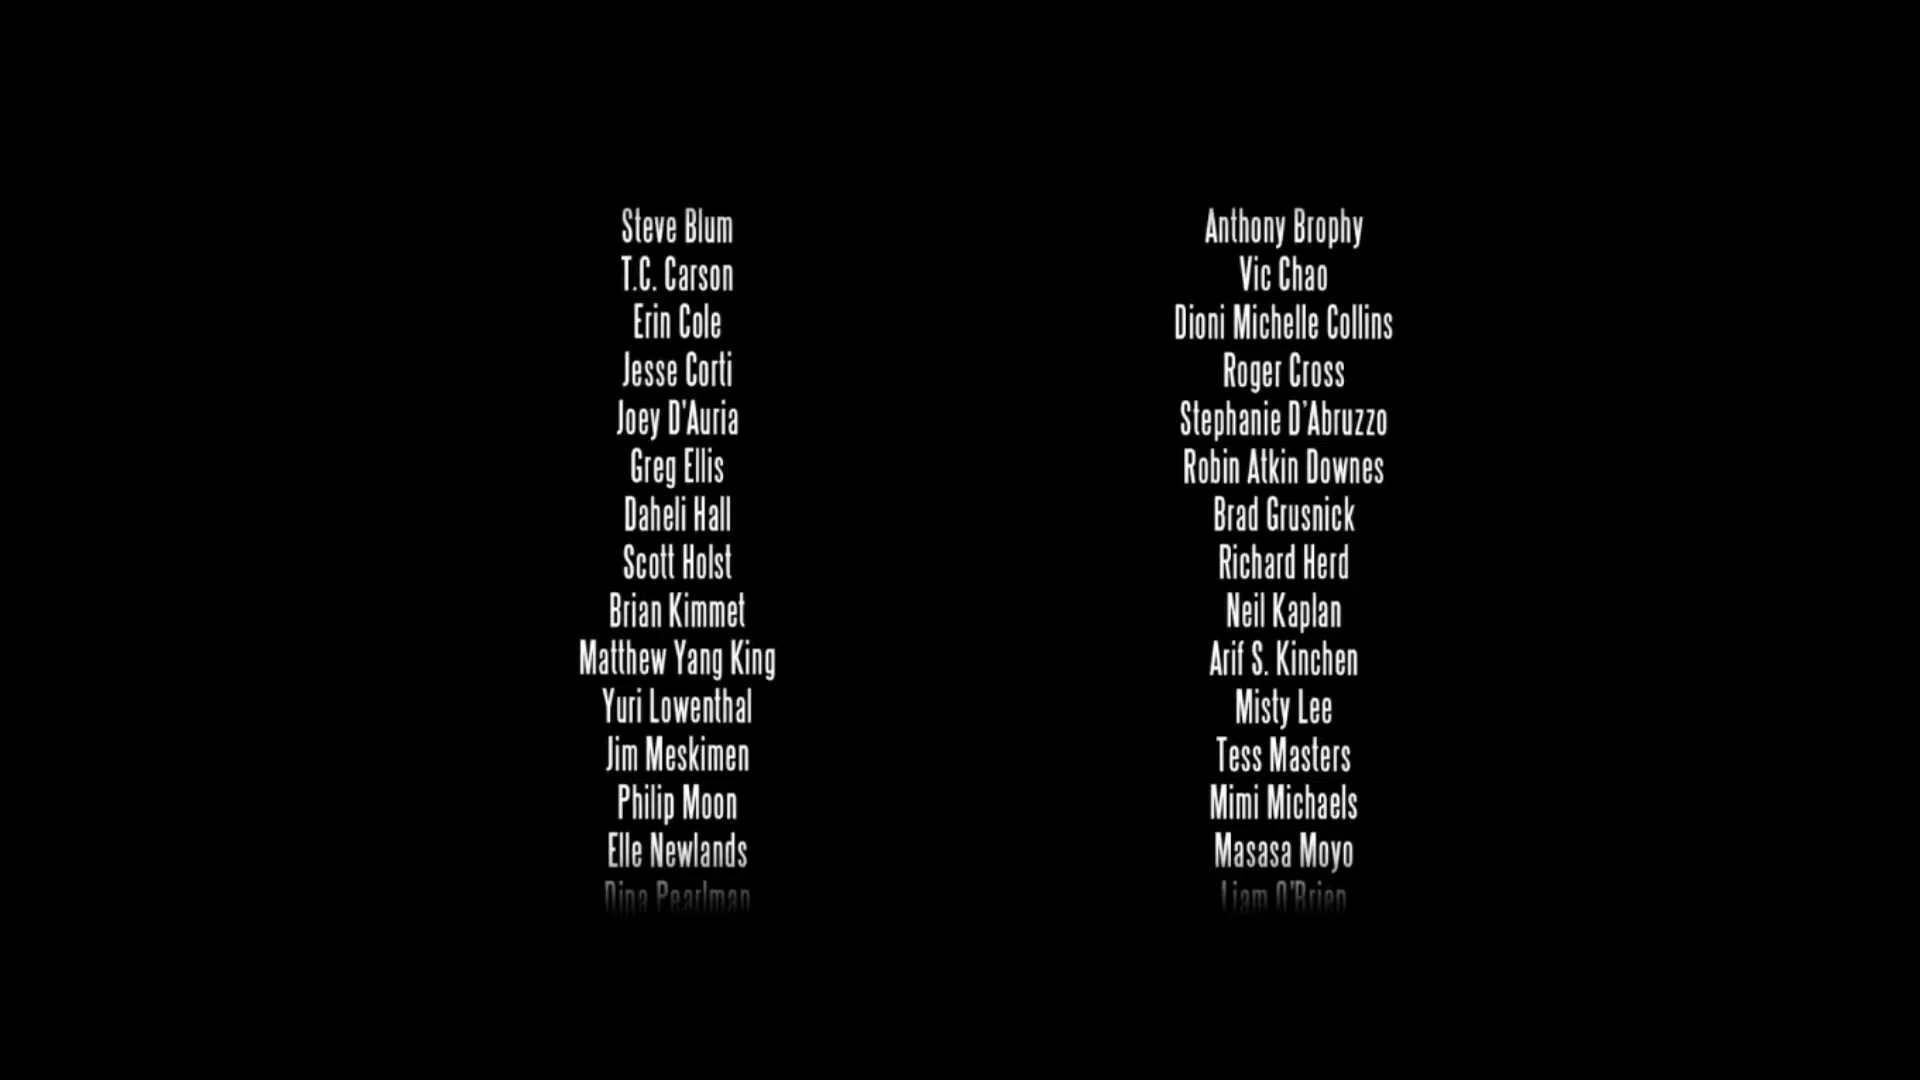 Steve Blum
T.C. Carson
Erin Cole
Jesse Corti
Joey D'Auria
Greg Ellis
Daheli Hall
Scott Holst
Brian Kimmet
Matthew Yang King
Yuri Lowenthal
Jim Meskimen
Philip Moon
Elle Newlands
Dina Pearlman
Anthony Brophy
Vic Chao
Dioni Michelle Collins
Roger Cross
Stephanie D’Abruzzo
Robin Atkin Downes
Brad Grusnick
Richard Herd
Neil Kaplan
Arif S. Kinchen
Misty Lee
Tess Masters
Mimi Michaels
Masasa Moyo
Liam O'Brien